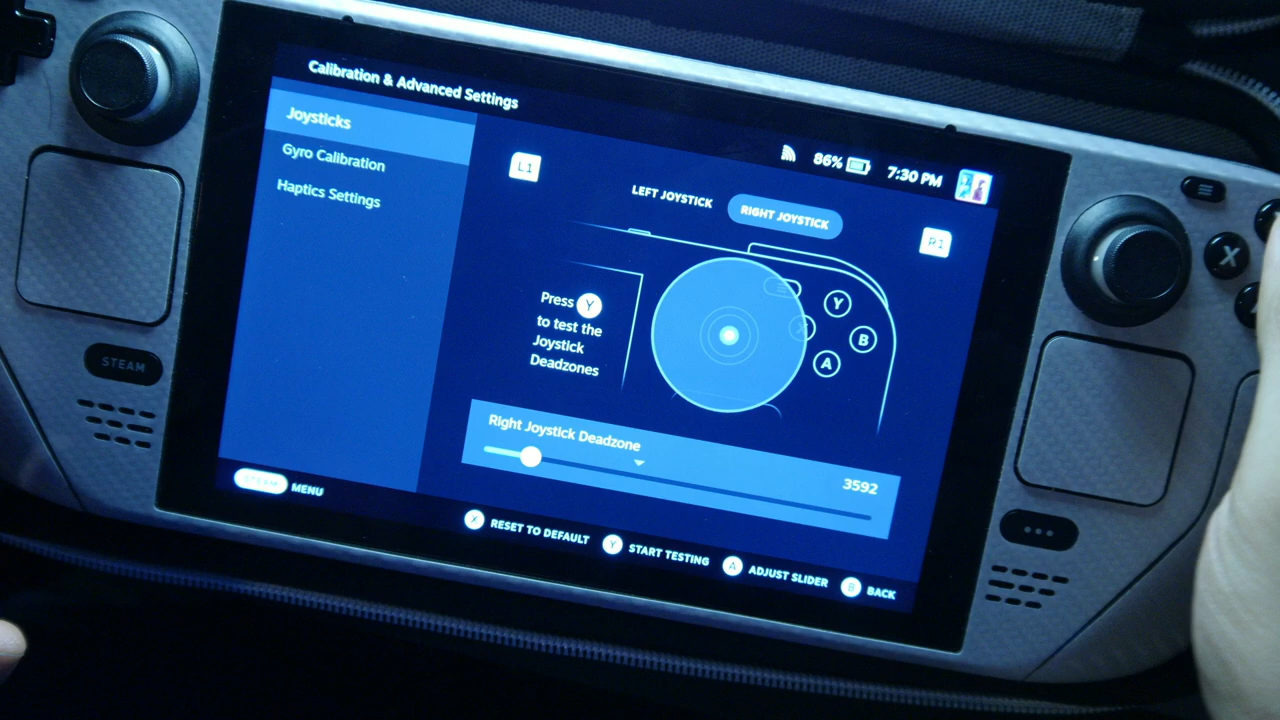 Calibration & Advanced Settings
86% 7:30 PM
Joysticks
Gyro Calibration
Haptics Settings
L1
LEFT JOYSTICK
RIGHT JOYSTICK
R1
Press Y
to test the
Joystick
Deadzones
Y
B
A
Right Joystick Deadzone
3592
STEAM MENU
X RESET TO DEFAULT
Y START TESTING
A ADJUST SLIDER
B BACK
STEAM
X